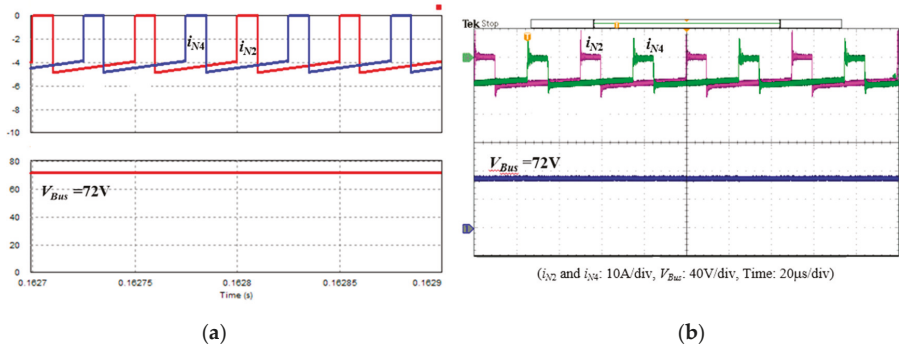 0
-2
-4
-6
-8
-10
iN4
iN2
80
60
40
20
0
VBus =72V
0.1627
0.16275
0.1628
0.16285
0.1629
Time (s)
(a)
Tek Stop
iN2
iN4
VBus =72V
(iN2 and iN4: 10A/div, VBus: 40V/div, Time: 20μs/div)
(b)